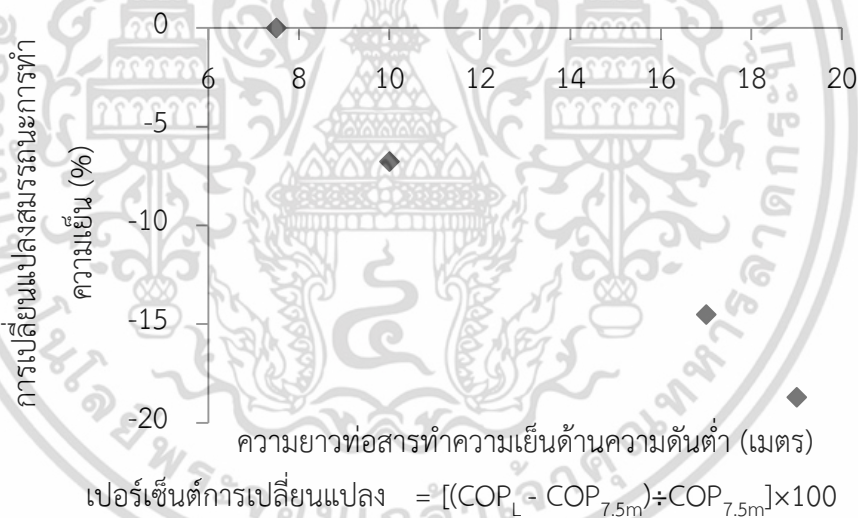 การเปลี่ยนแปลงสมรรถนะการทำ
ความเย็น (%)
0
-5
-10
-15
-20
6 8 10 12 14 16 18 20
ความยาวท่อสารทำความเย็นด้านความดันต่ำ (เมตร)
เปอร์เซ็นต์การเปลี่ยนแปลง = [(COP_L - COP_7.5m)÷COP_7.5m]×100